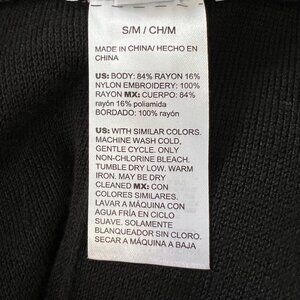 S/M / CH/M
MADE IN CHINA/ HECHO EN
CHINA
US: BODY: 84% RAYON 16%
NYLON EMBROIDERY: 100%
RAYON MX: CUERPO: 84%
rayón 16% poliamida
BORDADO: 100% rayón
US: WITH SIMILAR COLORS.
MACHINE WASH COLD,
GENTLE CYCLE. ONLY
NON-CHLORINE BLEACH.
TUMBLE DRY LOW. WARM
IRON. MAY BE DRY
CLEANED MX: CON
COLORES SIMILARES.
LAVAR A MÁQUINA CON
AGUA FRÍA EN CICLO
SUAVE. SOLAMENTE
BLANQUEADOR SIN CLORO.
SECAR A MÁQUINA A BAJA